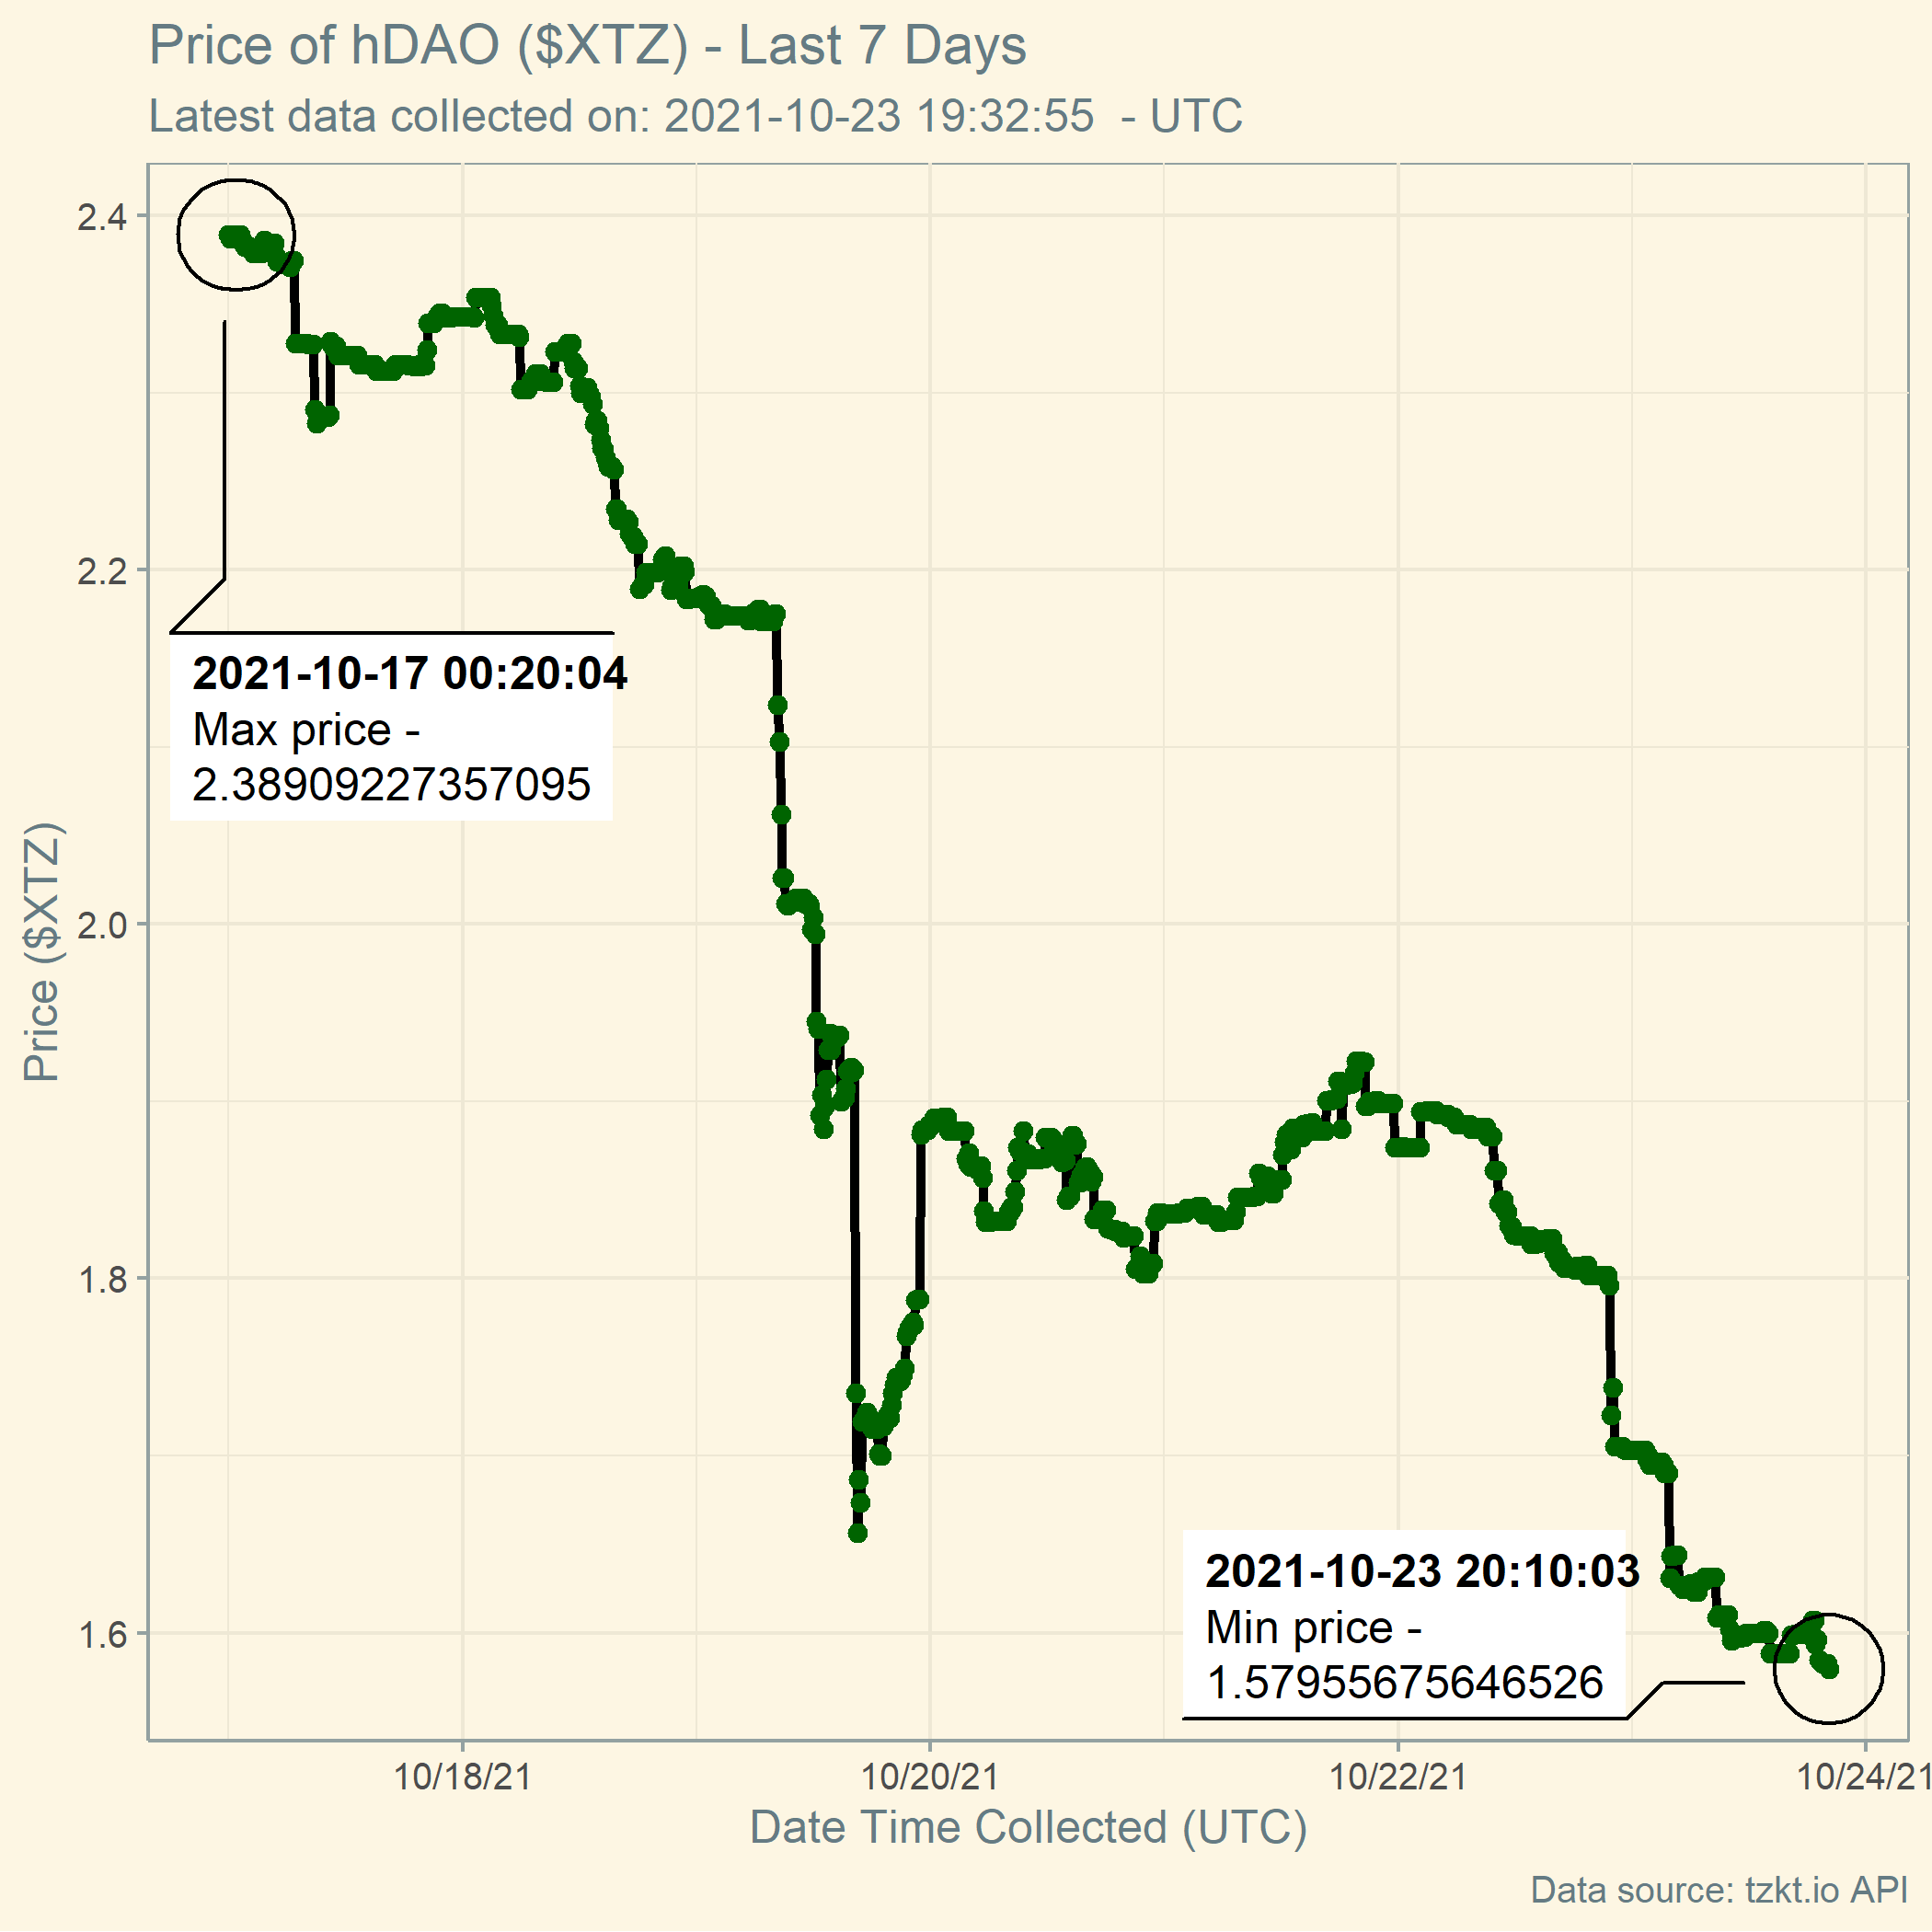 Price of hDAO ($XTZ) - Last 7 Days
Latest data collected on: 2021-10-23 19:32:55  - UTC
2.4
2.2
2.0
1.8
1.6
Price ($XTZ)
2021-10-17 00:20:04
Max price -
2.38909227357095
2021-10-23 20:10:03
Min price -
1.57955675646526
10/18/21
10/20/21
10/22/21
10/24/21
Date Time Collected (UTC)
Data source: tzkt.io API